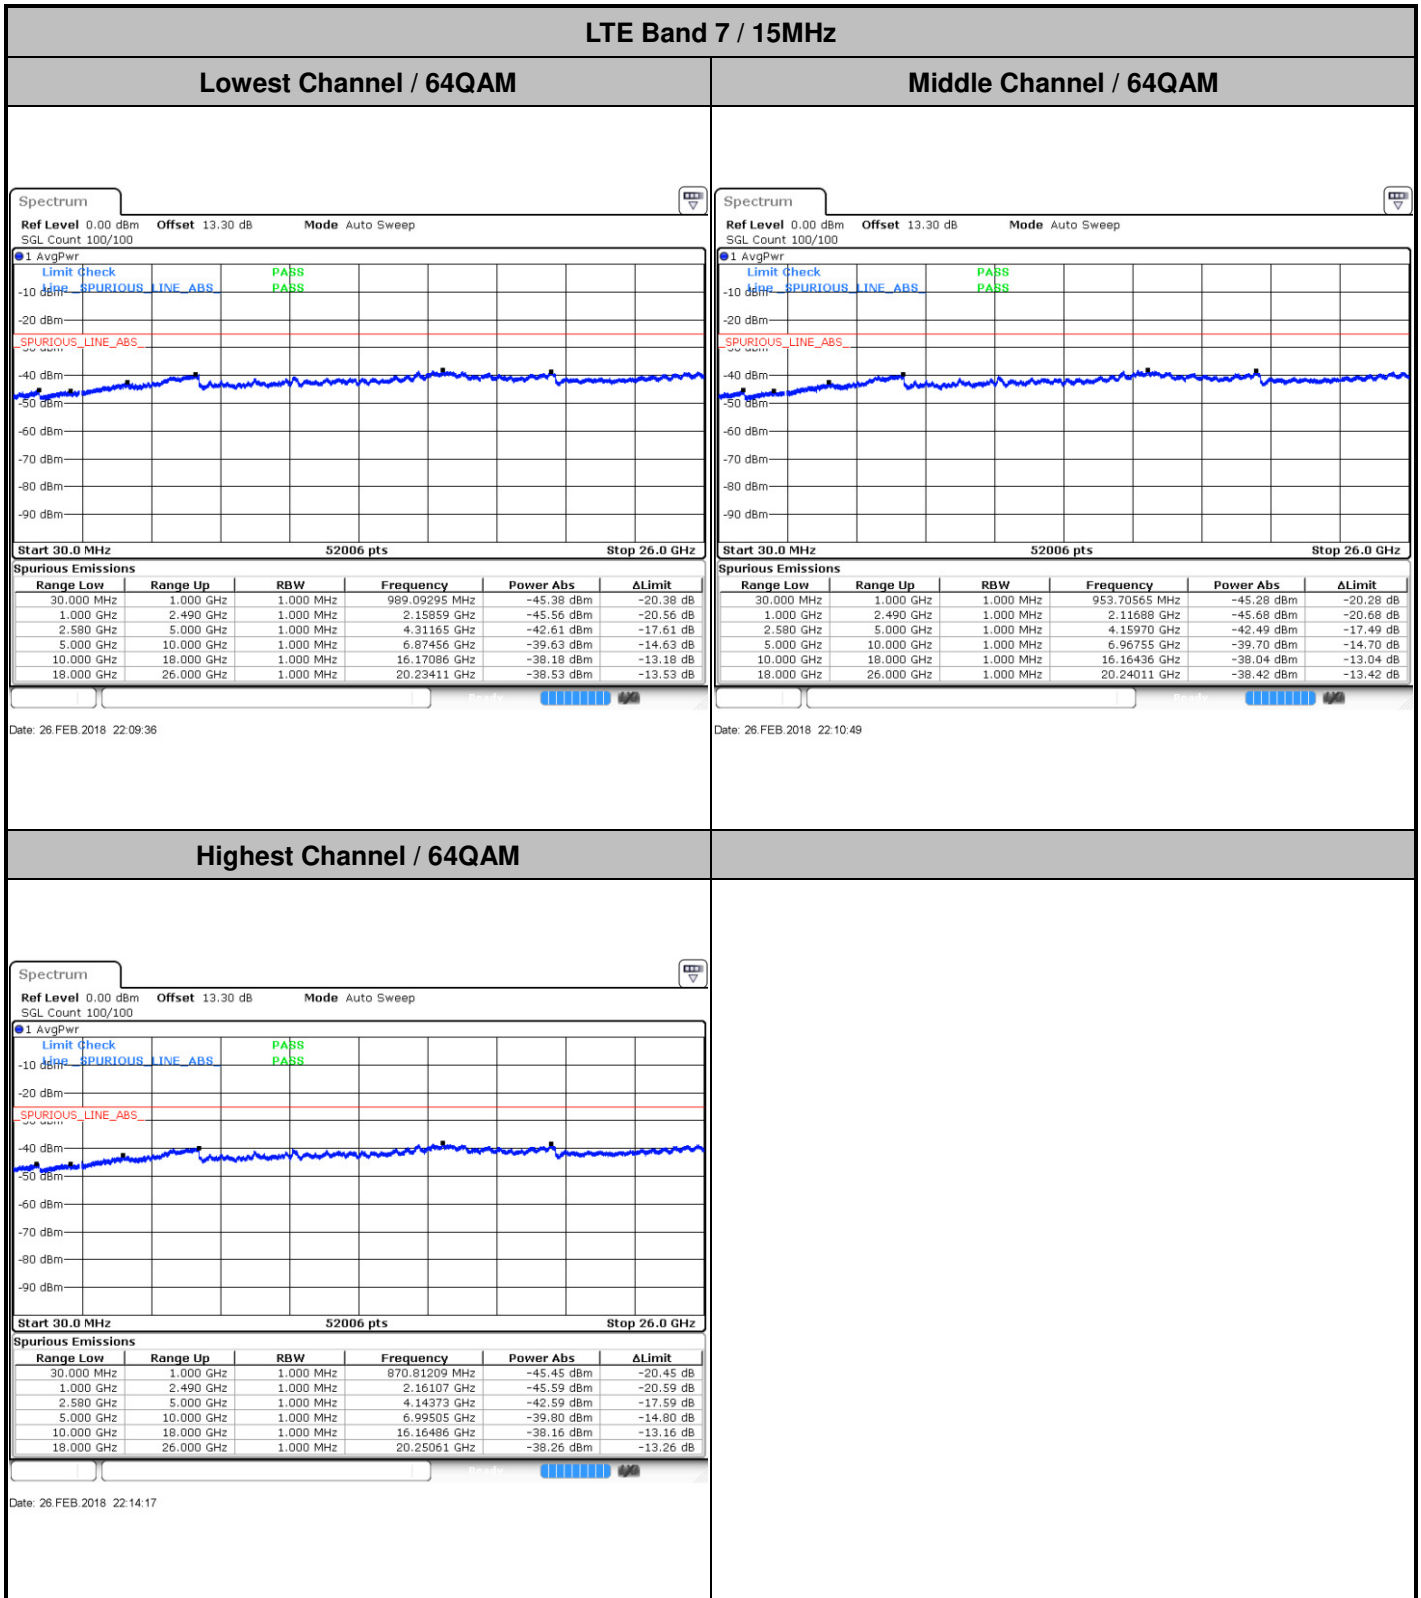 LTE Band 7 / 15MHz
Lowest Channel / 64QAM
Middle Channel / 64QAM
Spectrum
Ref Level 0.00 dBm Offset 13.30 dB Mode Auto Sweep
SGL Count 100/100
1 AvgPwr
Limit Check PASS
Line _SPURIOUS_LINE_ABS_ PASS
-10 dBm
-20 dBm
_SPURIOUS_LINE_ABS_
-30 dBm
-40 dBm
-50 dBm
-60 dBm
-70 dBm
-80 dBm
-90 dBm
Start 30.0 MHz 52006 pts Stop 26.0 GHz
Spurious Emissions
Range Low Range Up RBW Frequency Power Abs ΔLimit
30.000 MHz 1.000 GHz 1.000 MHz 989.09295 MHz -45.38 dBm -20.38 dB
1.000 GHz 2.490 GHz 1.000 MHz 2.15859 GHz -45.56 dBm -20.56 dB
2.580 GHz 5.000 GHz 1.000 MHz 4.31165 GHz -42.61 dBm -17.61 dB
5.000 GHz 10.000 GHz 1.000 MHz 6.87456 GHz -39.63 dBm -14.63 dB
10.000 GHz 18.000 GHz 1.000 MHz 16.17086 GHz -38.18 dBm -13.18 dB
18.000 GHz 26.000 GHz 1.000 MHz 20.23411 GHz -38.53 dBm -13.53 dB
Ready
Date: 26.FEB.2018 22:09:36
Spectrum
Ref Level 0.00 dBm Offset 13.30 dB Mode Auto Sweep
SGL Count 100/100
1 AvgPwr
Limit Check PASS
Line _SPURIOUS_LINE_ABS_ PASS
-10 dBm
-20 dBm
_SPURIOUS_LINE_ABS_
-30 dBm
-40 dBm
-50 dBm
-60 dBm
-70 dBm
-80 dBm
-90 dBm
Start 30.0 MHz 52006 pts Stop 26.0 GHz
Spurious Emissions
Range Low Range Up RBW Frequency Power Abs ΔLimit
30.000 MHz 1.000 GHz 1.000 MHz 953.70565 MHz -45.28 dBm -20.28 dB
1.000 GHz 2.490 GHz 1.000 MHz 2.11688 GHz -45.68 dBm -20.68 dB
2.580 GHz 5.000 GHz 1.000 MHz 4.15970 GHz -42.49 dBm -17.49 dB
5.000 GHz 10.000 GHz 1.000 MHz 6.96755 GHz -39.70 dBm -14.70 dB
10.000 GHz 18.000 GHz 1.000 MHz 16.16436 GHz -38.04 dBm -13.04 dB
18.000 GHz 26.000 GHz 1.000 MHz 20.24011 GHz -38.42 dBm -13.42 dB
Ready
Date: 26.FEB.2018 22:10:49
Highest Channel / 64QAM
Spectrum
Ref Level 0.00 dBm Offset 13.30 dB Mode Auto Sweep
SGL Count 100/100
1 AvgPwr
Limit Check PASS
Line _SPURIOUS_LINE_ABS_ PASS
-10 dBm
-20 dBm
_SPURIOUS_LINE_ABS_
-30 dBm
-40 dBm
-50 dBm
-60 dBm
-70 dBm
-80 dBm
-90 dBm
Start 30.0 MHz 52006 pts Stop 26.0 GHz
Spurious Emissions
Range Low Range Up RBW Frequency Power Abs ΔLimit
30.000 MHz 1.000 GHz 1.000 MHz 870.81209 MHz -45.45 dBm -20.45 dB
1.000 GHz 2.490 GHz 1.000 MHz 2.16107 GHz -45.59 dBm -20.59 dB
2.580 GHz 5.000 GHz 1.000 MHz 4.14373 GHz -42.59 dBm -17.59 dB
5.000 GHz 10.000 GHz 1.000 MHz 6.99505 GHz -39.80 dBm -14.80 dB
10.000 GHz 18.000 GHz 1.000 MHz 16.16486 GHz -38.16 dBm -13.16 dB
18.000 GHz 26.000 GHz 1.000 MHz 20.25061 GHz -38.26 dBm -13.26 dB
Ready
Date: 26.FEB.2018 22:14:17